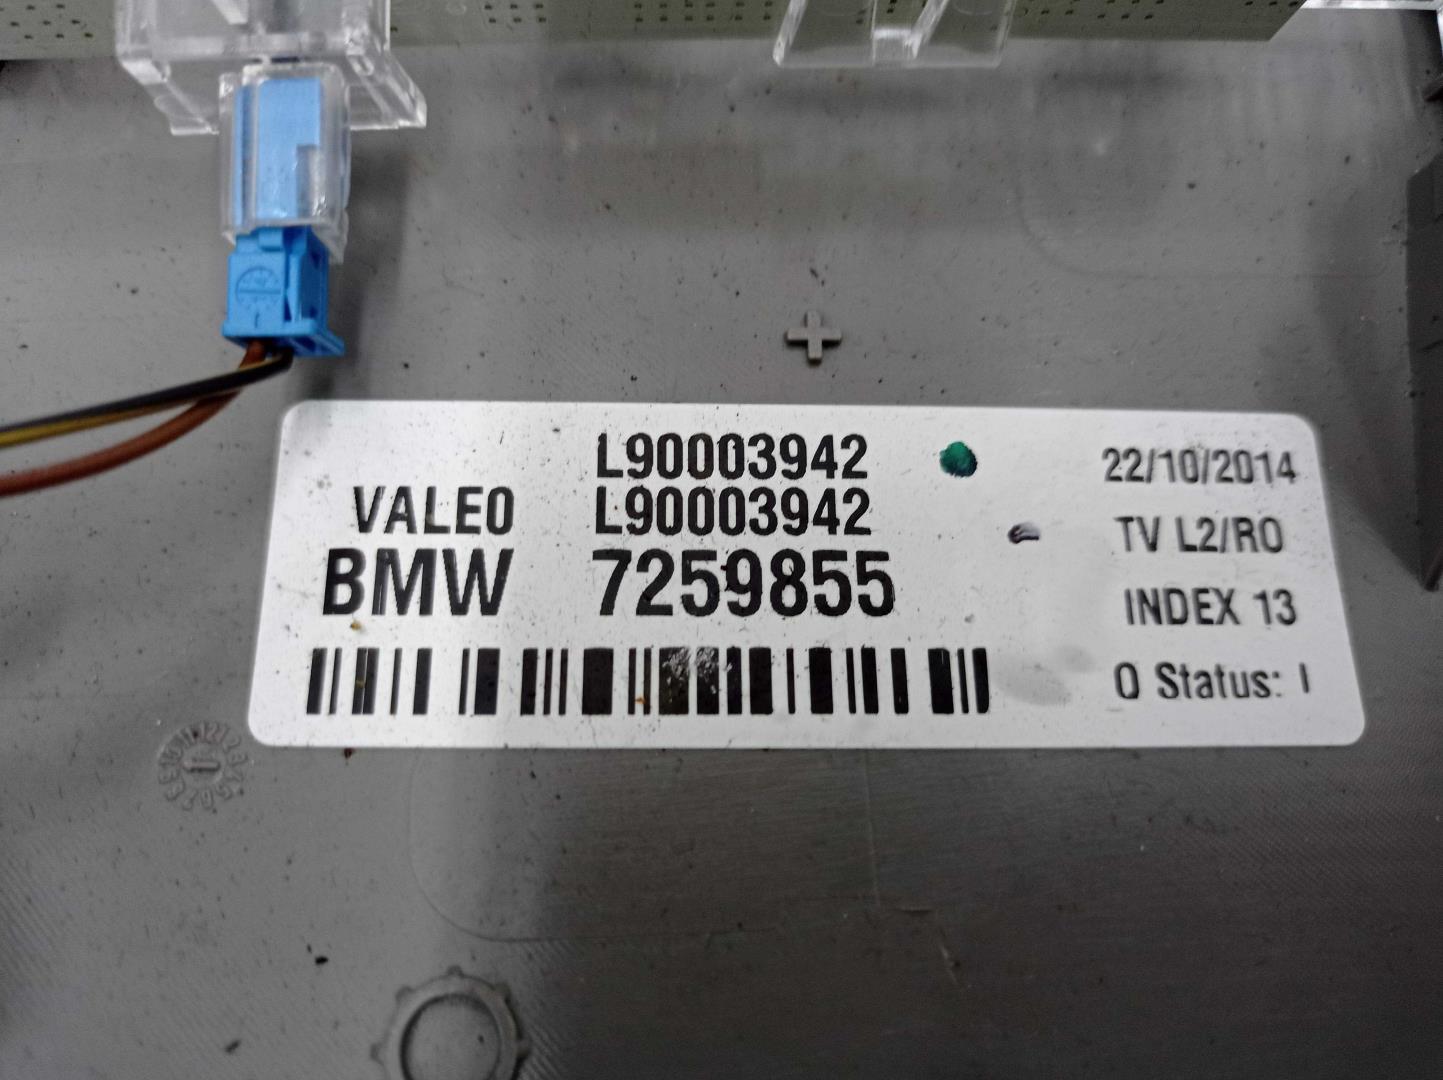 L90003942
VALEO L90003942
BMW 7259855
22/10/2014
TV L2/RO
INDEX 13
Q Status: I